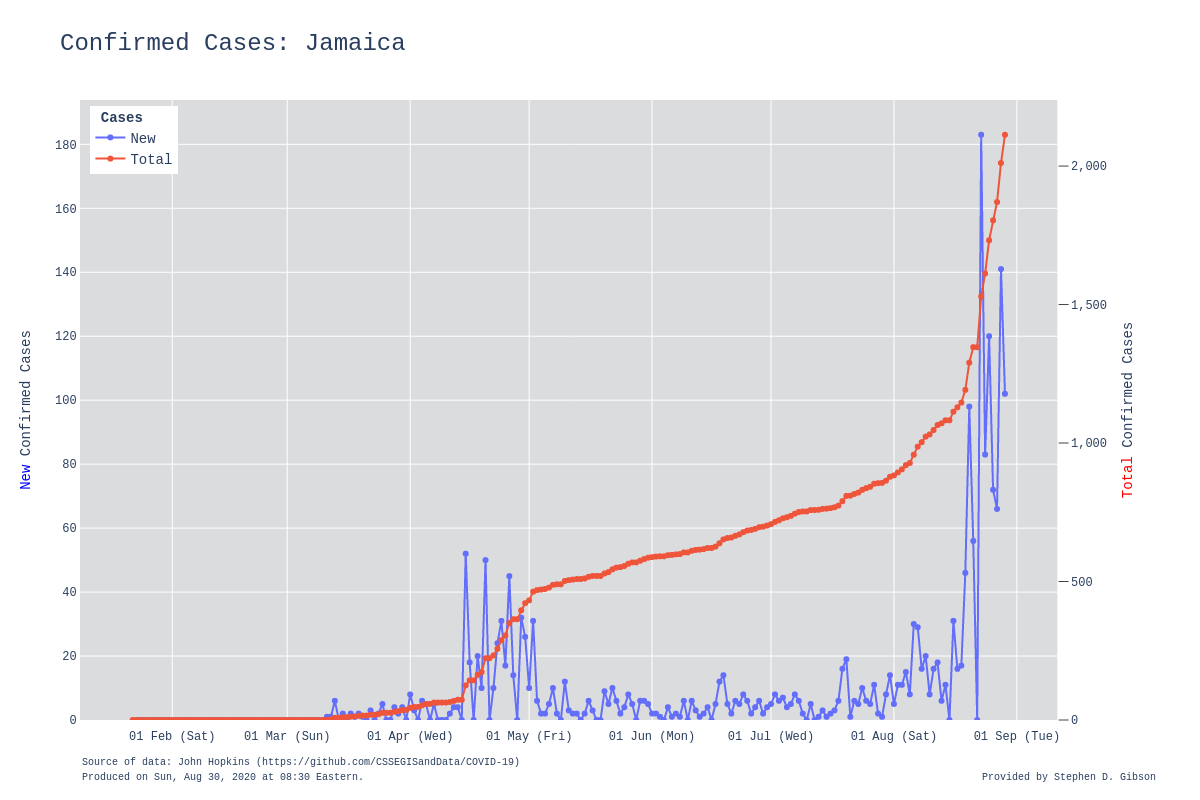 Confirmed Cases: Jamaica
Cases
New
Total
180
160
140
120
100
80
60
40
20
0
New Confirmed Cases
2,000
1,500
1,000
500
0
Total Confirmed Cases
01 Feb (Sat)
01 Mar (Sun)
01 Apr (Wed)
01 May (Fri)
01 Jun (Mon)
01 Jul (Wed)
01 Aug (Sat)
01 Sep (Tue)
Source of data: John Hopkins (https://github.com/CSSEGISandData/COVID-19)
Produced on Sun, Aug 30, 2020 at 08:30 Eastern.
Provided by Stephen D. Gibson